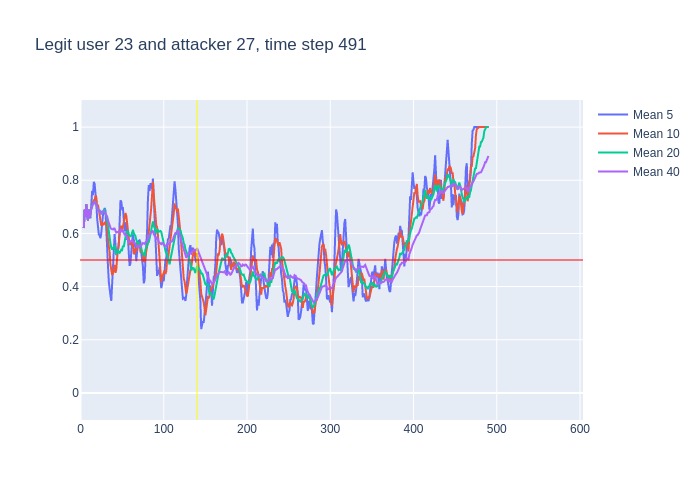 Legit user 23 and attacker 27, time step 491
Mean 5
Mean 10
Mean 20
Mean 40
1
0.8
0.6
0.4
0.2
0
0 100 200 300 400 500 600